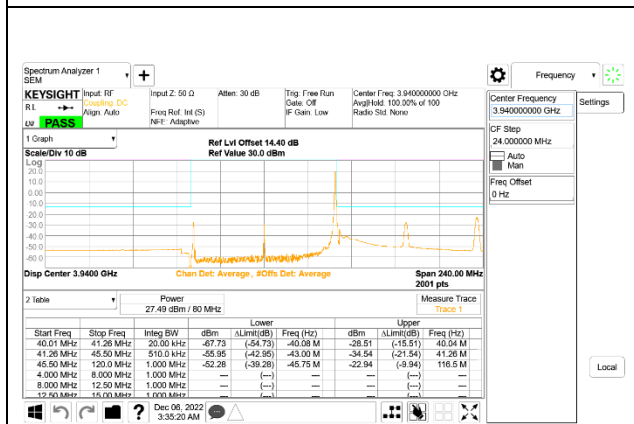 Spectrum Analyzer 1
SEM
Frequency
KEYSIGHT Input: RF Input Z: 50 Ω Atten: 30 dB Trig: Free Run Center Freq: 3.940000000 GHz
RL Coupling: DC Gate: Off Avg|Hold: 100.00% of 100
Align: Auto Freq Ref: Int (S) IF Gain: Low Radio Std: None
PASS NFE: Adaptive
Center Frequency
3.940000000 GHz
Settings
CF Step
24.000000 MHz
Auto
Man
Freq Offset
0 Hz
1 Graph
Ref Lvl Offset 14.40 dB
Scale/Div 10 dB Ref Value 30.0 dBm
Log
20.0
10.0
0.00
-10.0
-20.0
-30.0
-40.0
-50.0
-60.0
Disp Center 3.9400 GHz Chan Det: Average, #Offs Det: Average Span 240.00 MHz
2001 pts
2 Table Power Measure Trace
27.49 dBm / 80 MHz Trace 1
Lower Upper
Start Freq Stop Freq Integ BW dBm ΔLimit(dB) Freq (Hz) dBm ΔLimit(dB) Freq (Hz)
40.01 MHz 41.26 MHz 20.00 kHz -67.73 (-54.73) -40.08 M -28.51 (-15.51) 40.04 M
41.26 MHz 45.50 MHz 510.0 kHz -55.95 (-42.95) -43.00 M -34.54 (-21.54) 41.26 M
45.50 MHz 120.0 MHz 1.000 MHz -52.28 (-39.28) -45.75 M -22.94 (-9.94) 116.5 M
4.000 MHz 8.000 MHz 1.000 MHz --- (---) --- --- (---) ---
8.000 MHz 12.50 MHz 1.000 MHz --- (---) --- --- (---) ---
12.50 MHz 15.00 MHz 1.000 MHz --- (---) --- --- (---) ---
Local
? Dec 06, 2022
3:35:20 AM